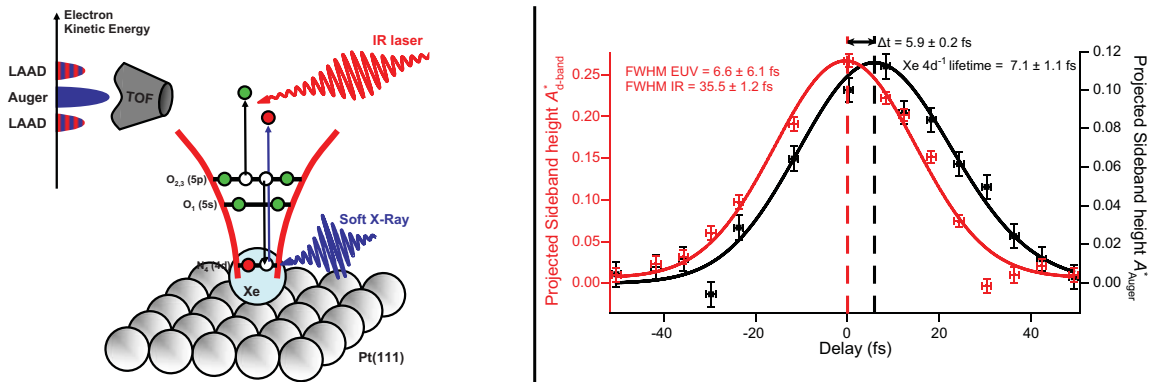 Electron
Kinetic Energy
LAAD
Auger
LAAD
TOF
IR laser
O2,3 (5p)
O1 (5s)
Soft X-Ray
N4 (4d)
Xe
Pt(111)
Δt = 5.9 ± 0.2 fs
FWHM EUV = 6.6 ± 6.1 fs
FWHM IR = 35.5 ± 1.2 fs
Xe 4d⁻¹ lifetime = 7.1 ± 1.1 fs
Projected Sideband height A*d-band
0.25
0.20
0.15
0.10
0.05
0.00
0.12
0.10
0.08
0.06
0.04
0.02
0.00
Projected Sideband height A*Auger
-40
-20
0
20
40
Delay (fs)